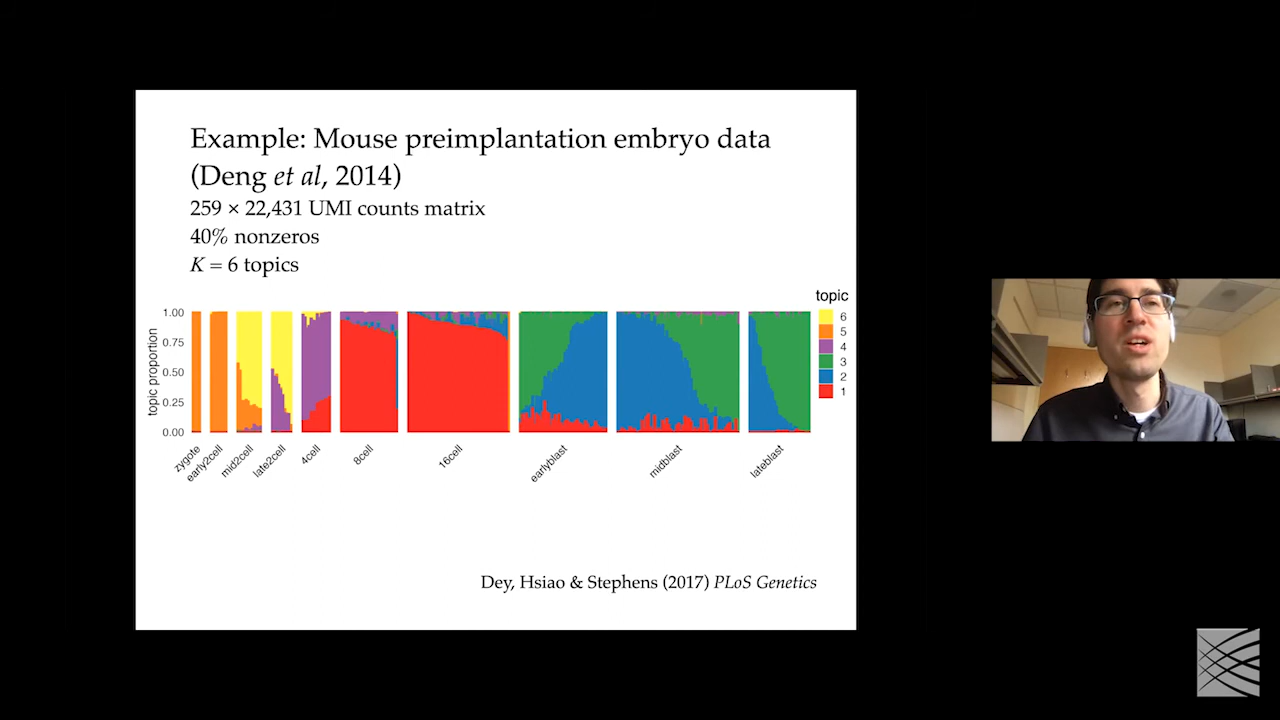 Example: Mouse preimplantation embryo data
(Deng et al, 2014)
259 × 22,431 UMI counts matrix
40% nonzeros
K = 6 topics
topic
1.00
0.75
0.50
0.25
0.00
topic proportion
6
5
4
3
2
1
zygote
early2cell
mid2cell
late2cell
4cell
8cell
16cell
earlyblast
midblast
lateblast
Dey, Hsiao & Stephens (2017) PLoS Genetics